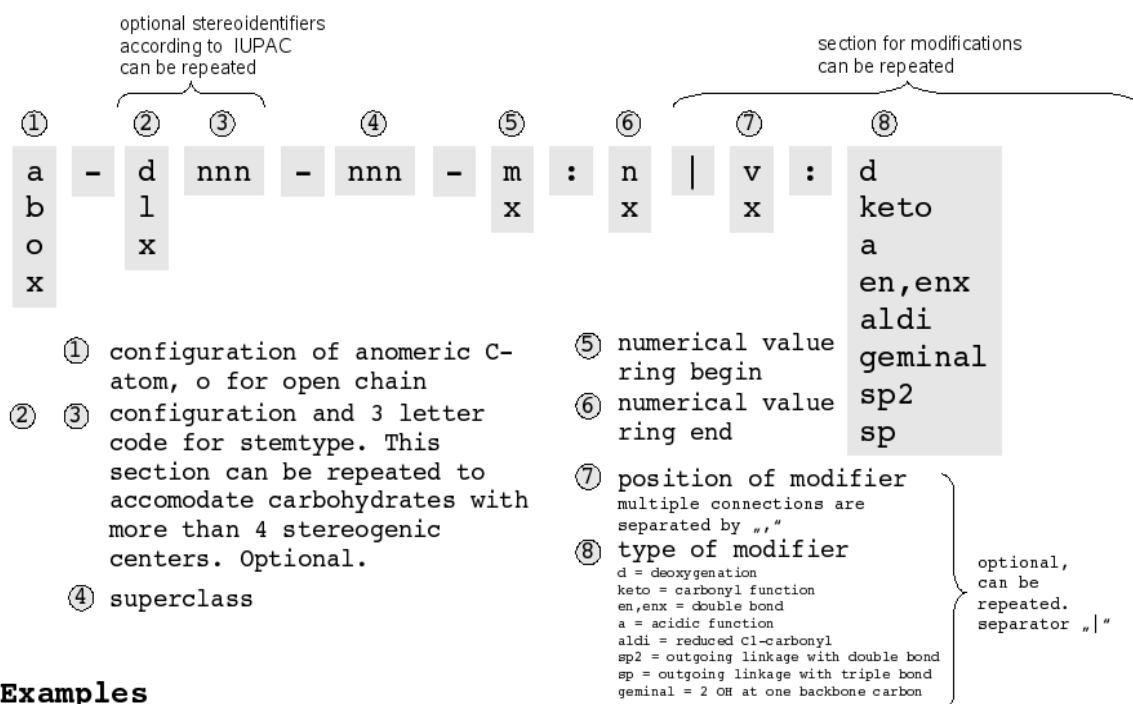 optional stereoidentifiers
according to IUPAC
can be repeated
section for modifications
can be repeated
① ② ③ ④ ⑤ ⑥ ⑦ ⑧
a - d nnn - nnn - m : n | v : d
b l x x x keto
o x a
x en,enx
aldi
geminal
sp2
sp
① configuration of anomeric C-
atom, o for open chain
② ③ configuration and 3 letter
code for stemtype. This
section can be repeated to
accomodate carbohydrates with
more than 4 stereogenic
centers. Optional.
④ superclass
⑤ numerical value
ring begin
⑥ numerical value
ring end
⑦ position of modifier
multiple connections are
separated by „,“
⑧ type of modifier
d = deoxygenation
keto = carbonyl function
en,enx = double bond
a = acidic function
aldi = reduced C1-carbonyl
sp2 = outgoing linkage with double bond
sp = outgoing linkage with triple bond
geminal = 2 OH at one backbone carbon
optional,
can be
repeated.
separator „|“
Examples